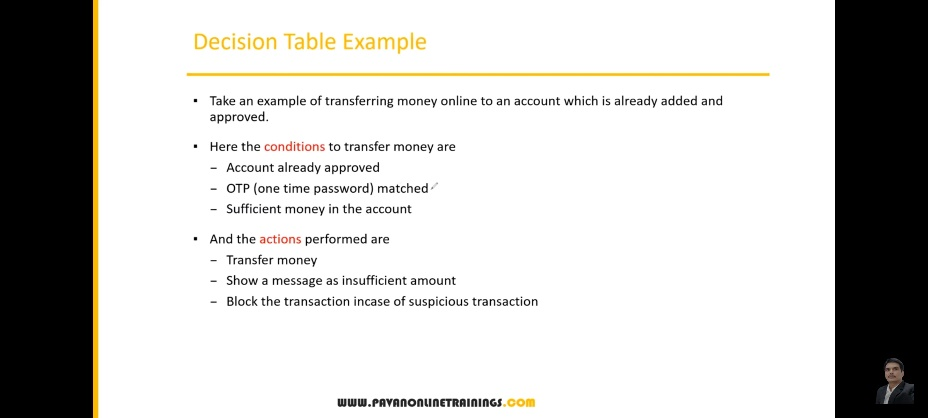 Decision Table Example
▪ Take an example of transferring money online to an account which is already added and
approved.
▪ Here the conditions to transfer money are
– Account already approved
– OTP (one time password) matched
– Sufficient money in the account
▪ And the actions performed are
– Transfer money
– Show a message as insufficient amount
– Block the transaction incase of suspicious transaction
WWW.PAVANONLINETRAININGS.COM